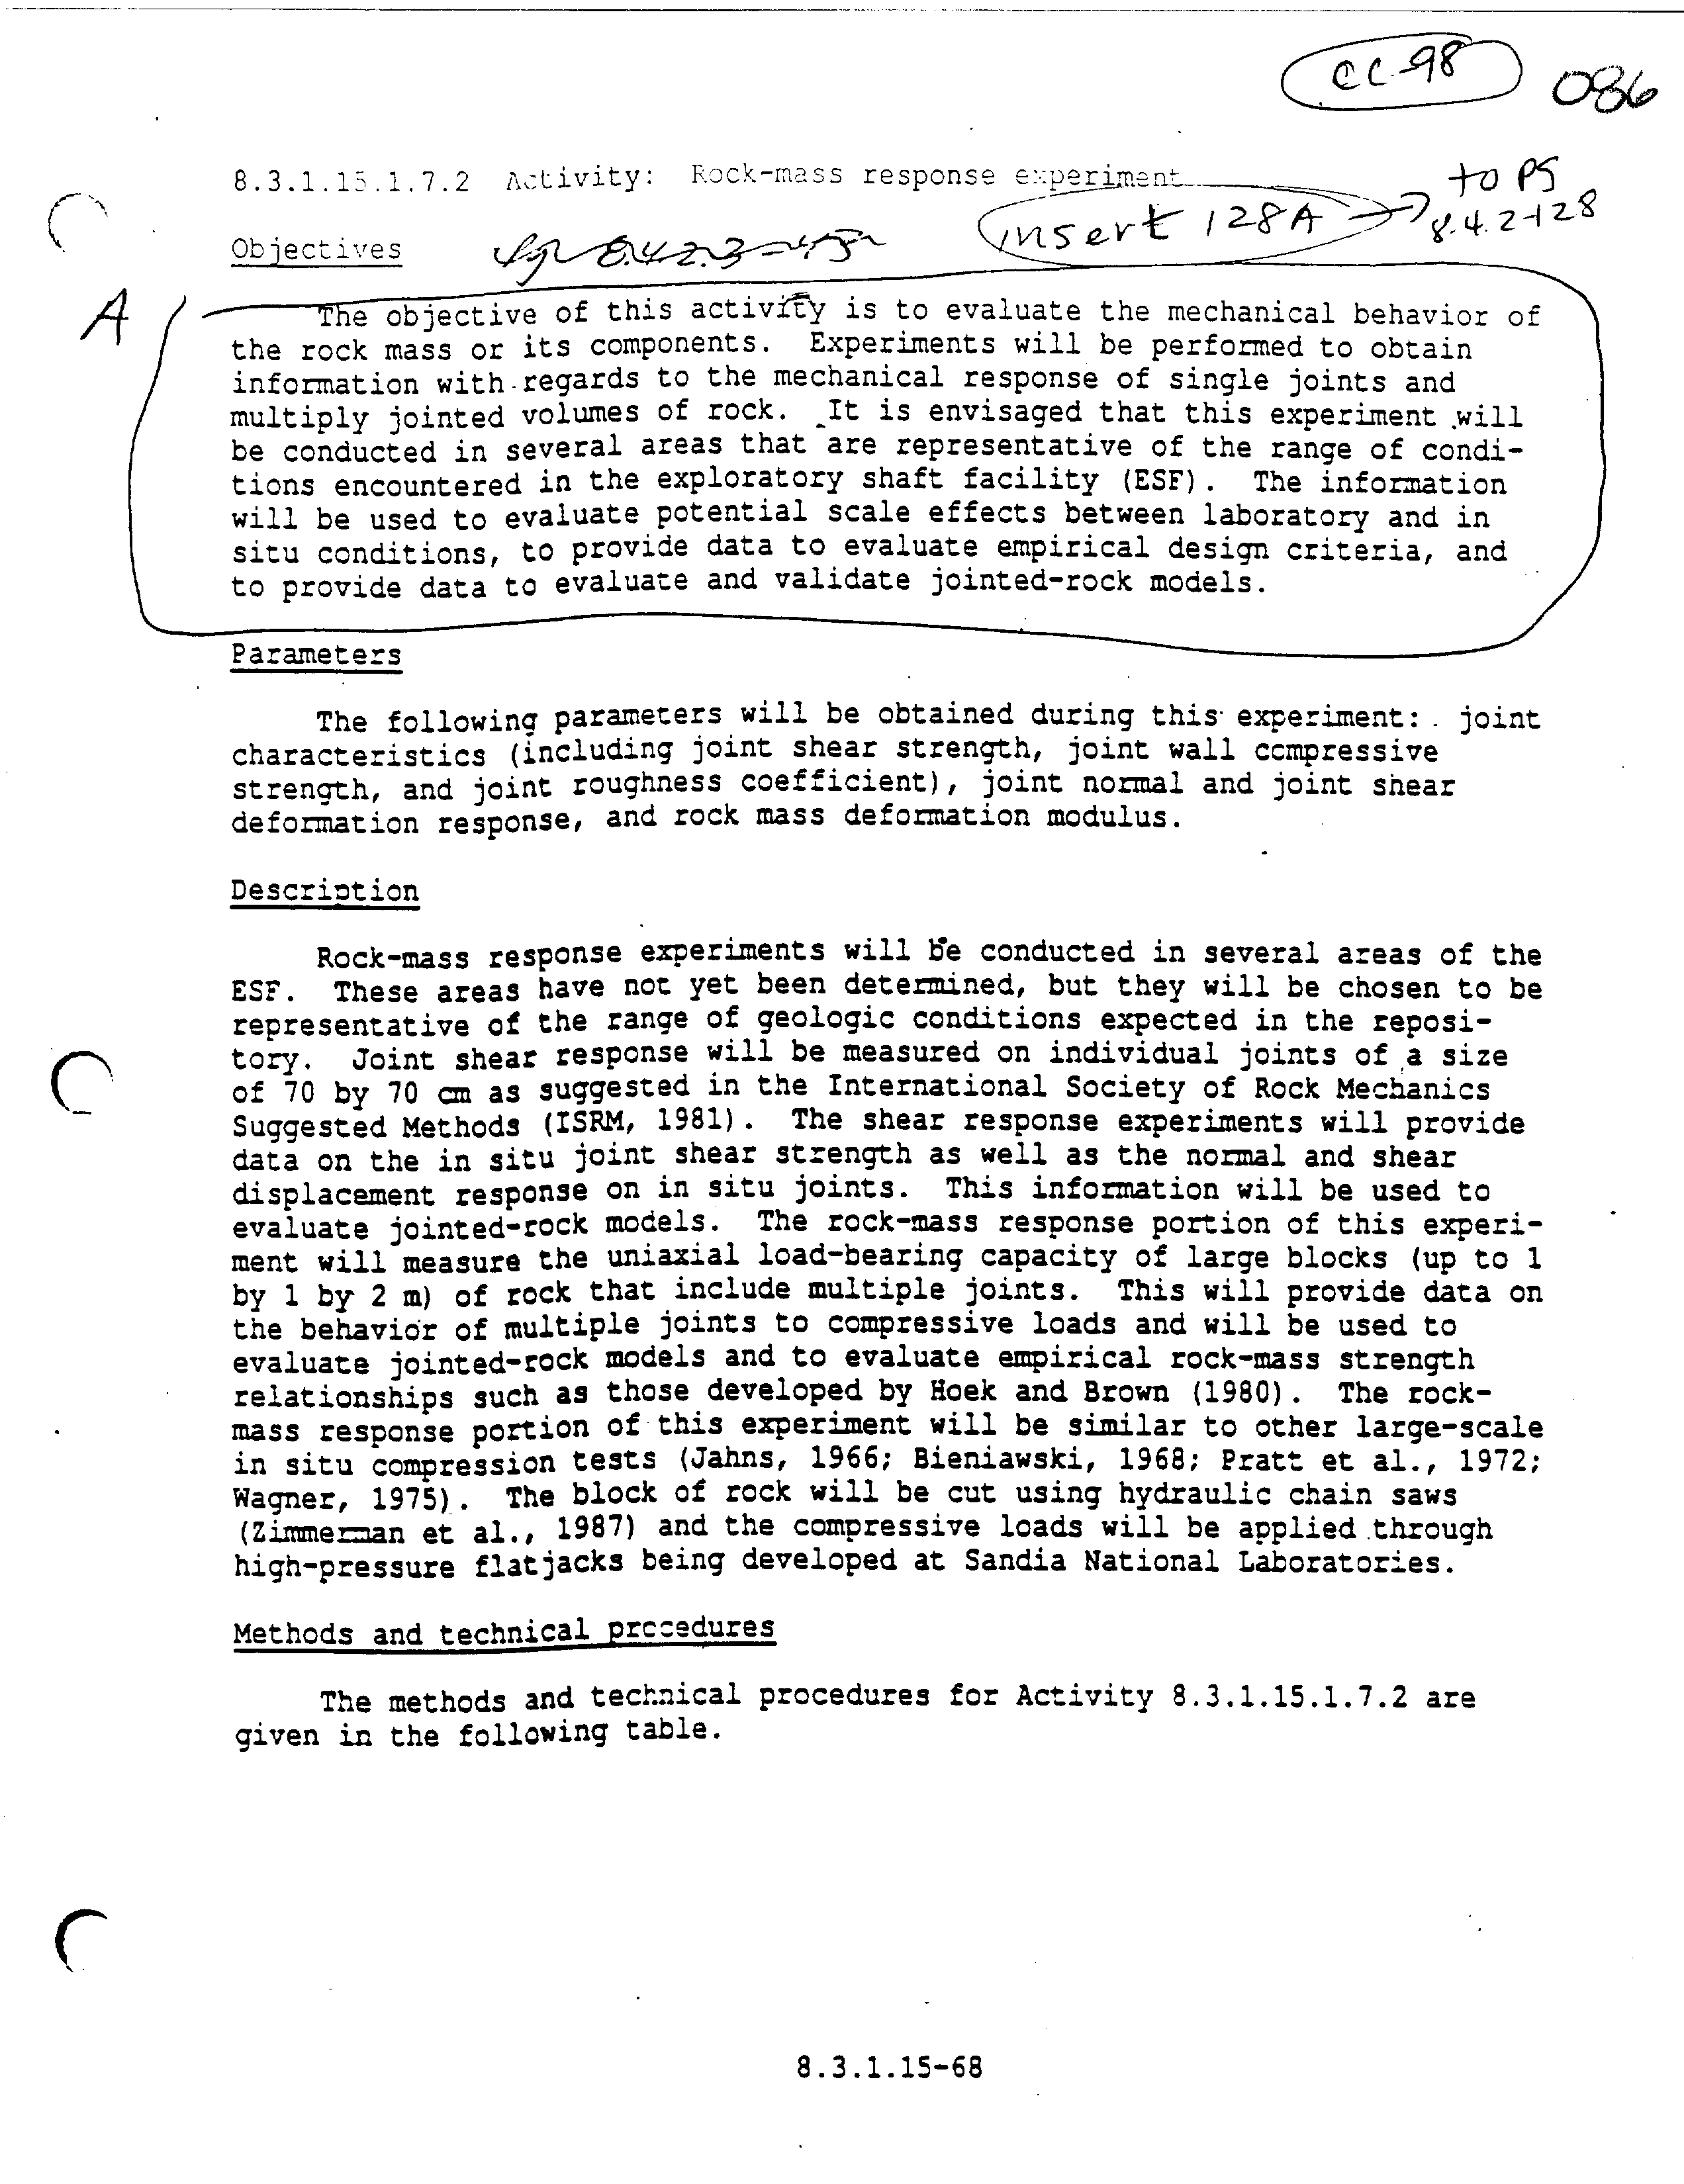 CC-98
086
8.3.1.15.1.7.2 Activity: Rock-mass response experiment
to PS
insert 128A → 8.4.2-128
Objectives
A
The objective of this activity is to evaluate the mechanical behavior of
the rock mass or its components. Experiments will be performed to obtain
information with regards to the mechanical response of single joints and
multiply jointed volumes of rock. It is envisaged that this experiment will
be conducted in several areas that are representative of the range of condi-
tions encountered in the exploratory shaft facility (ESF). The information
will be used to evaluate potential scale effects between laboratory and in
situ conditions, to provide data to evaluate empirical design criteria, and
to provide data to evaluate and validate jointed-rock models.
Parameters
The following parameters will be obtained during this experiment: joint
characteristics (including joint shear strength, joint wall compressive
strength, and joint roughness coefficient), joint normal and joint shear
deformation response, and rock mass deformation modulus.
Description
Rock-mass response experiments will be conducted in several areas of the
ESF. These areas have not yet been determined, but they will be chosen to be
representative of the range of geologic conditions expected in the reposi-
tory. Joint shear response will be measured on individual joints of a size
of 70 by 70 cm as suggested in the International Society of Rock Mechanics
Suggested Methods (ISRM, 1981). The shear response experiments will provide
data on the in situ joint shear strength as well as the normal and shear
displacement response on in situ joints. This information will be used to
evaluate jointed-rock models. The rock-mass response portion of this experi-
ment will measure the uniaxial load-bearing capacity of large blocks (up to 1
by 1 by 2 m) of rock that include multiple joints. This will provide data on
the behavior of multiple joints to compressive loads and will be used to
evaluate jointed-rock models and to evaluate empirical rock-mass strength
relationships such as those developed by Hoek and Brown (1980). The rock-
mass response portion of this experiment will be similar to other large-scale
in situ compression tests (Jahns, 1966; Bieniawski, 1968; Pratt et al., 1972;
Wagner, 1975). The block of rock will be cut using hydraulic chain saws
(Zimmerman et al., 1987) and the compressive loads will be applied through
high-pressure flatjacks being developed at Sandia National Laboratories.
Methods and technical procedures
The methods and technical procedures for Activity 8.3.1.15.1.7.2 are
given in the following table.
8.3.1.15-68